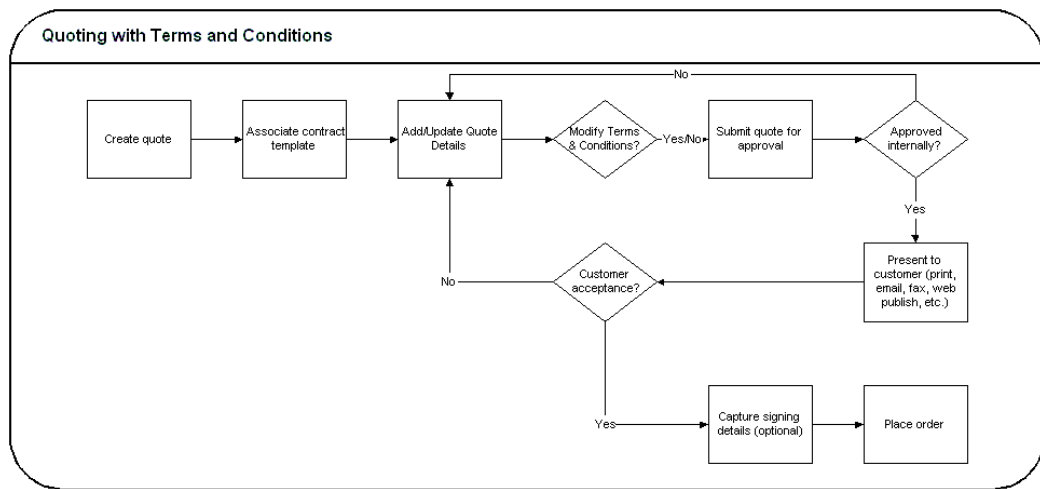 Quoting with Terms and Conditions
No
Create quote
Associate contract
template
Add/Update Quote
Details
Modify Terms
& Conditions?
Yes/No
Submit quote for
approval
Approved
internally?
Yes
Present to
customer (print,
email, fax, web
publish, etc.)
Customer
acceptance?
No
Yes
Capture signing
details (optional)
Place order